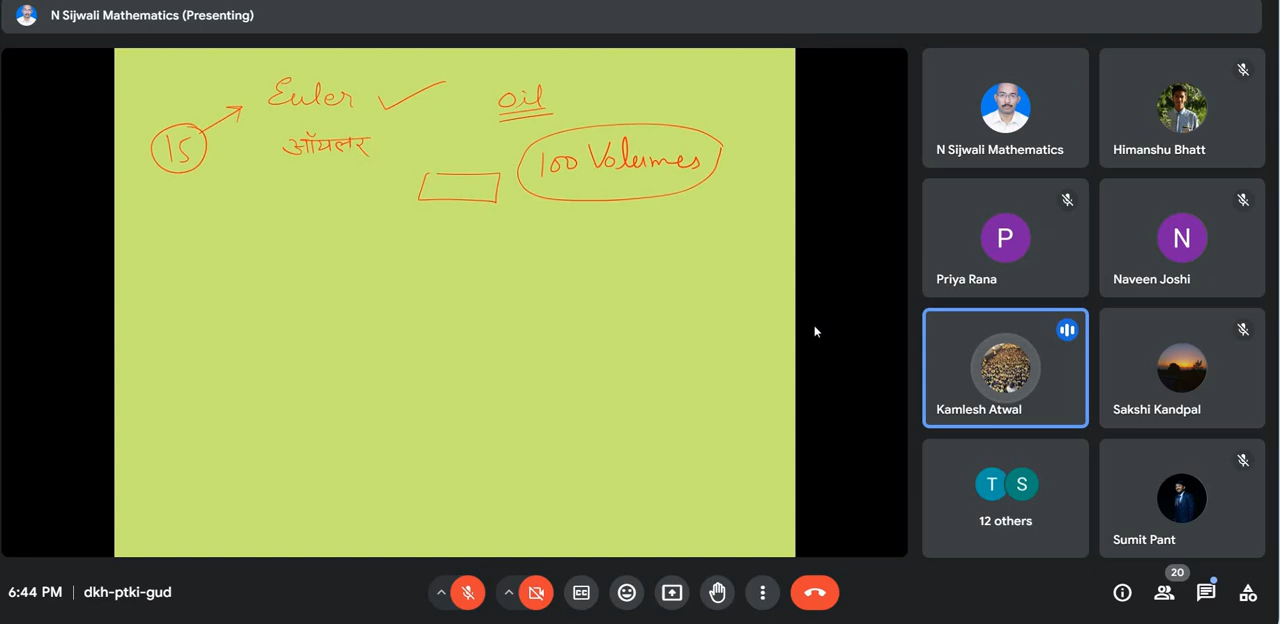 N Sijwali Mathematics (Presenting)
Euler
oil
15
ऑयलर
100 Volumes
N Sijwali Mathematics
Himanshu Bhatt
P
Priya Rana
N
Naveen Joshi
Kamlesh Atwal
Sakshi Kandpal
T S
12 others
Sumit Pant
6:44 PM | dkh-ptki-gud
CC
20